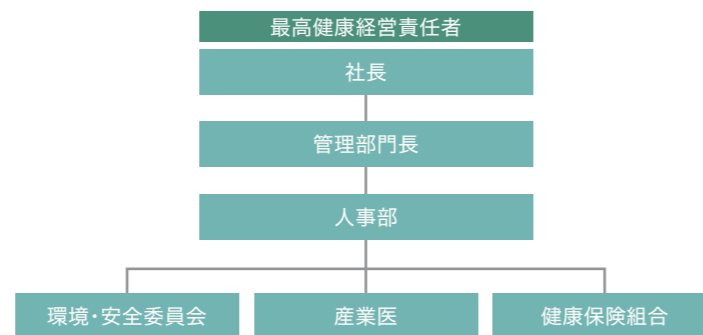 最高健康経営責任者
社長
管理部門長
人事部
環境・安全委員会
産業医
健康保険組合